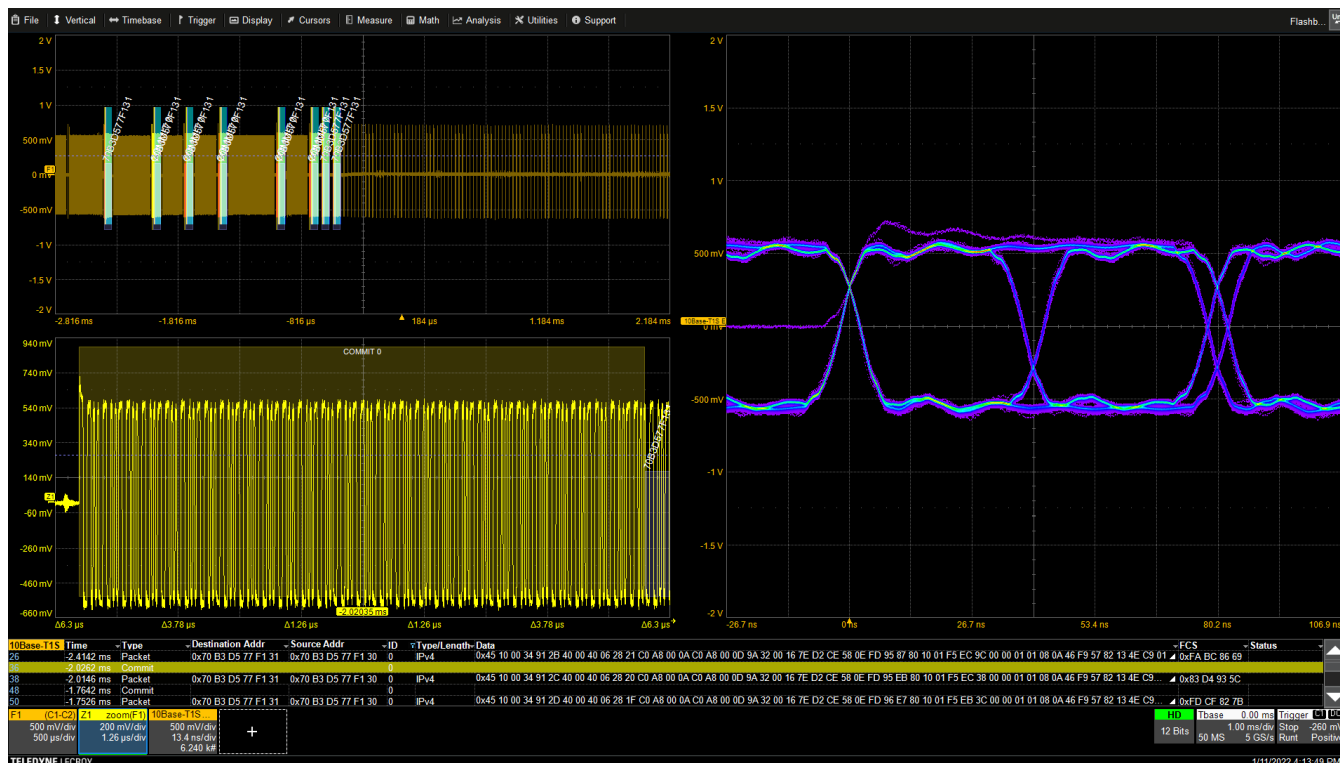 File Vertical Timebase Trigger Display Cursors Measure Math Analysis Utilities Support Flashb...
2 V
1.5 V
1 V
500 mV
F1
0 mV
-500 mV
-1 V
-1.5 V
-2 V
-2.816 ms -1.816 ms -816 µs 184 µs 1.184 ms 2.184 ms
70B3D577F131
940 mV
740 mV
540 mV
340 mV
140 mV
Z1
-60 mV
-260 mV
-460 mV
-660 mV
COMMIT 0
-2.02035 ms
Δ6.3 µs Δ3.78 µs Δ1.26 µs Δ1.26 µs Δ3.78 µs Δ6.3 µs
2 V
1.5 V
1 V
500 mV
0 mV
-500 mV
-1 V
-1.5 V
-2 V
-26.7 ns 0 ns 26.7 ns 53.4 ns 80.2 ns 106.9 ns
10Base-T1S Time Type Destination Addr Source Addr ID Type/Length Data FCS Status
26 -2.4142 ms Packet 0x70 B3 D5 77 F1 31 0x70 B3 D5 77 F1 30 0 IPv4 0x45 10 00 34 91 2B 40 00 40 06 28 21 C0 A8 00 0A C0 A8 00 0D 9A 32 00 16 7E D2 CE 58 0E FD 95 87 80 10 01 F5 EC 9C 00 00 01 01 08 0A 46 F9 57 82 13 4E C9 01 0xFA BC 86 69
36 -2.0262 ms Commit 0
38 -2.0146 ms Packet 0x70 B3 D5 77 F1 31 0x70 B3 D5 77 F1 30 0 IPv4 0x45 10 00 34 91 2C 40 00 40 06 28 20 C0 A8 00 0A C0 A8 00 0D 9A 32 00 16 7E D2 CE 58 0E FD 95 EB 80 10 01 F5 EC 38 00 00 01 01 08 0A 46 F9 57 82 13 4E C9... 0x83 D4 93 5C
48 -1.7642 ms Commit 0
50 -1.7526 ms Packet 0x70 B3 D5 77 F1 31 0x70 B3 D5 77 F1 30 0 IPv4 0x45 10 00 34 91 2D 40 00 40 06 28 1F C0 A8 00 0A C0 A8 00 0D 9A 32 00 16 7E D2 CE 58 0E FD 96 E7 80 10 01 F5 EB 3C 00 00 01 01 08 0A 46 F9 57 82 13 4E C9... 0xFD CF 82 7B
F1 (C1-C2) Z1 zoom(F1) 10Base-T1S... HD Tbase 0.00 ms Trigger C1 DC
500 mV/div 200 mV/div 500 mV/div 12 Bits 1.00 ms/div Stop -260 mV
500 µs/div 1.26 µs/div 13.4 ns/div 50 MS 5 GS/s Runt Positive
6.240 k#
TELEDYNE LECROY 1/11/2022 4:13:49 PM